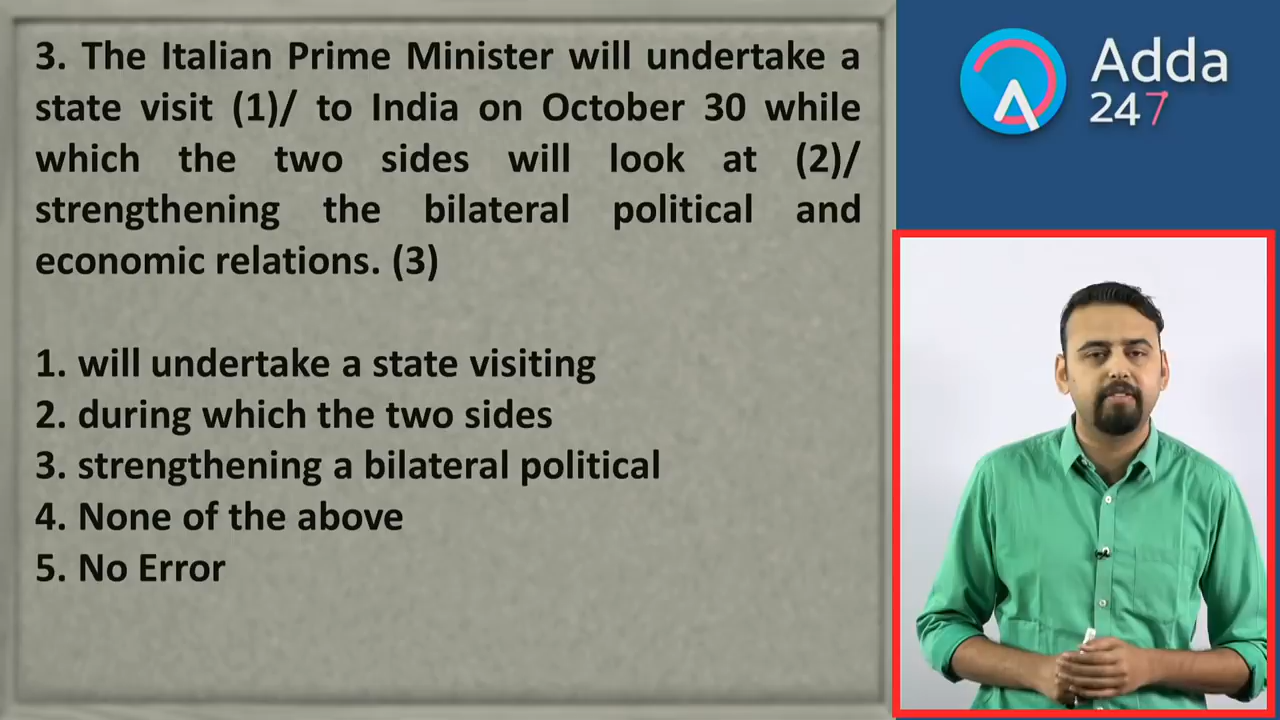 3. The Italian Prime Minister will undertake a
state visit (1)/ to India on October 30 while
which the two sides will look at (2)/
strengthening the bilateral political and
economic relations. (3)
1. will undertake a state visiting
2. during which the two sides
3. strengthening a bilateral political
4. None of the above
5. No Error
Adda
247